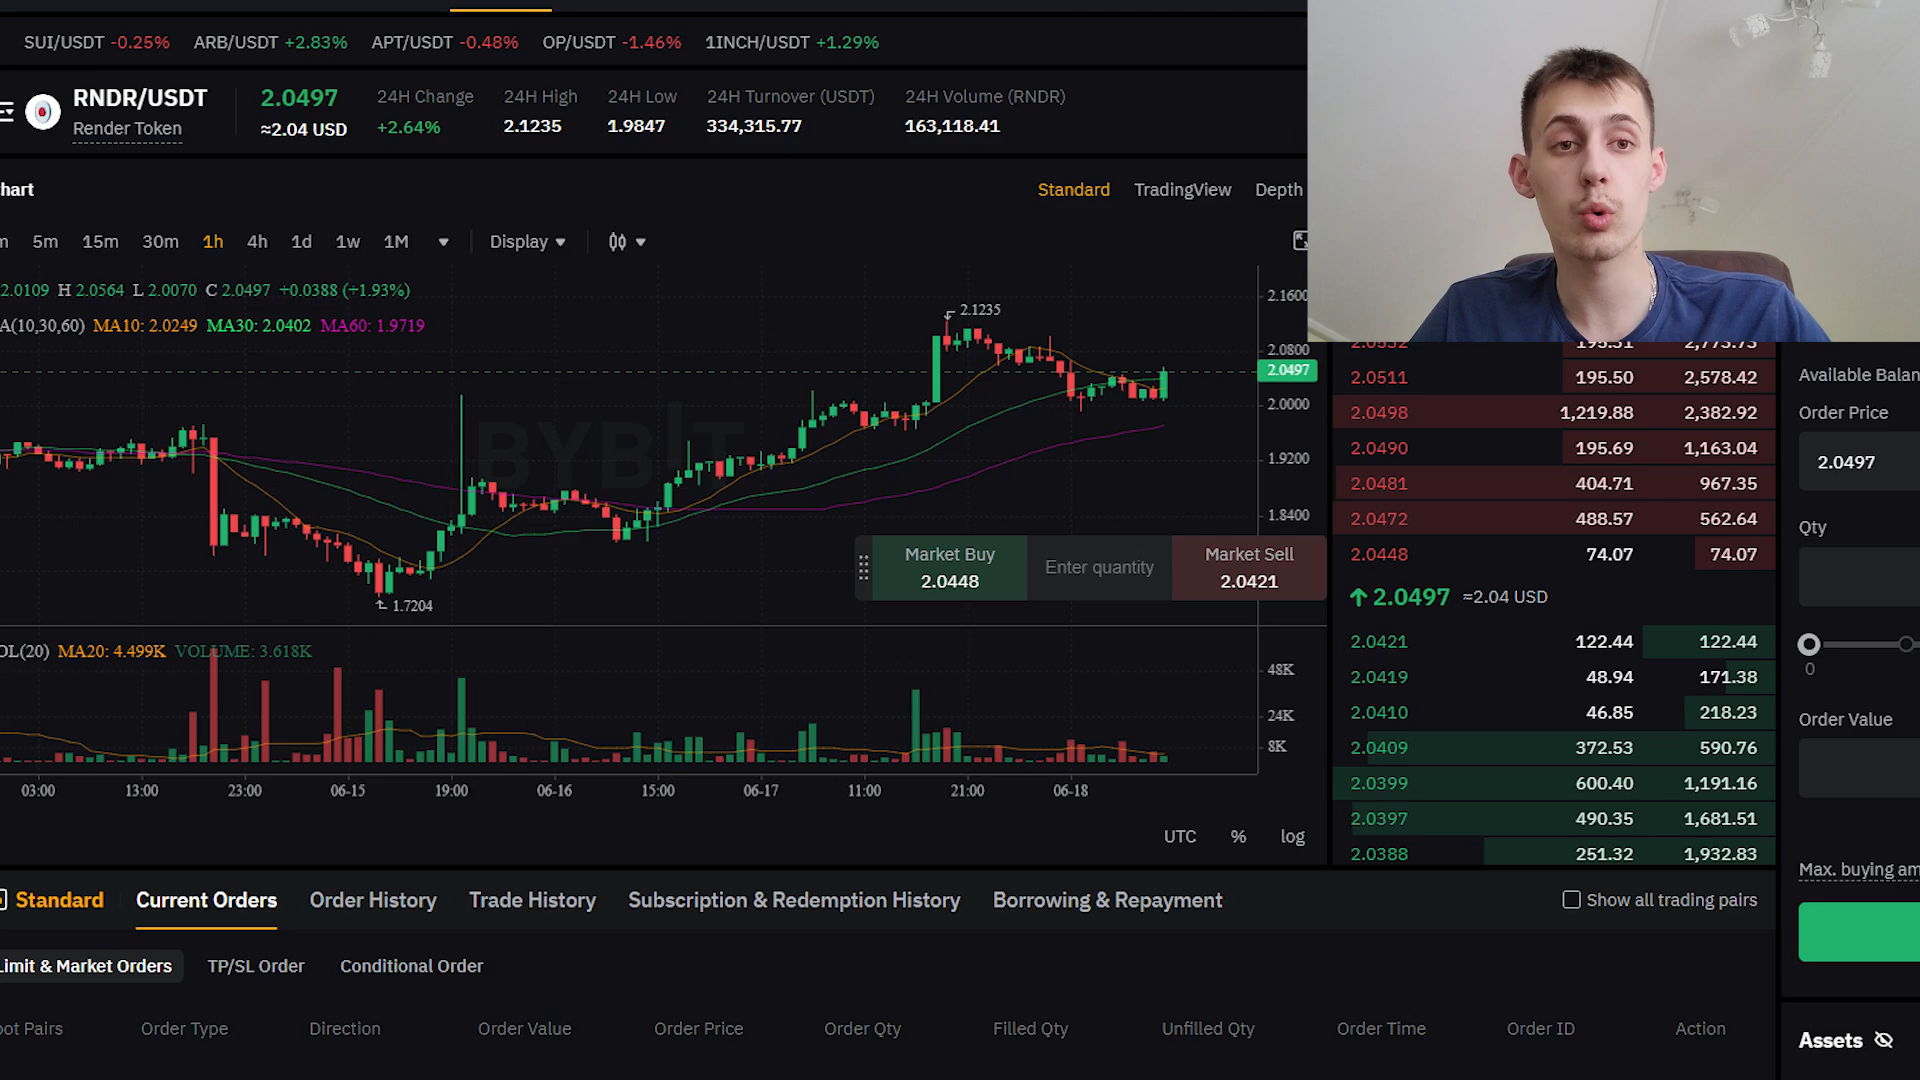 SUI/USDT -0.25% ARB/USDT +2.83% APT/USDT -0.48% OP/USDT -1.46% 1INCH/USDT +1.29%
RNDR/USDT 2.0497 24H Change 24H High 24H Low 24H Turnover (USDT) 24H Volume (RNDR)
Render Token ≈2.04 USD +2.64% 2.1235 1.9847 334,315.77 163,118.41
hart Standard TradingView Depth
m 5m 15m 30m 1h 4h 1d 1w 1M Display
2.0109 H 2.0564 L 2.0070 C 2.0497 +0.0388 (+1.93%)
A(10,30,60) MA10: 2.0249 MA30: 2.0402 MA60: 1.9719
2.1235
1.7204
BYBIT
2.1600
2.0800
2.0497
2.0000
1.9200
1.8400
Market Buy 2.0448
Enter quantity
Market Sell 2.0421
OL(20) MA20: 4.499K VOLUME: 3.618K
48K
24K
8K
03:00 13:00 23:00 06-15 19:00 06-16 15:00 06-17 11:00 21:00 06-18
UTC % log
2.0511 195.50 2,578.42
2.0498 1,219.88 2,382.92
2.0490 195.69 1,163.04
2.0481 404.71 967.35
2.0472 488.57 562.64
2.0448 74.07 74.07
2.0497 ≈2.04 USD
2.0421 122.44 122.44
2.0419 48.94 171.38
2.0410 46.85 218.23
2.0409 372.53 590.76
2.0399 600.40 1,191.16
2.0397 490.35 1,681.51
2.0388 251.32 1,932.83
Available Balan
Order Price
2.0497
Qty
0
Order Value
Max. buying am
Standard Current Orders Order History Trade History Subscription & Redemption History Borrowing & Repayment Show all trading pairs
Limit & Market Orders TP/SL Order Conditional Order
pot Pairs Order Type Direction Order Value Order Price Order Qty Filled Qty Unfilled Qty Order Time Order ID Action
Assets